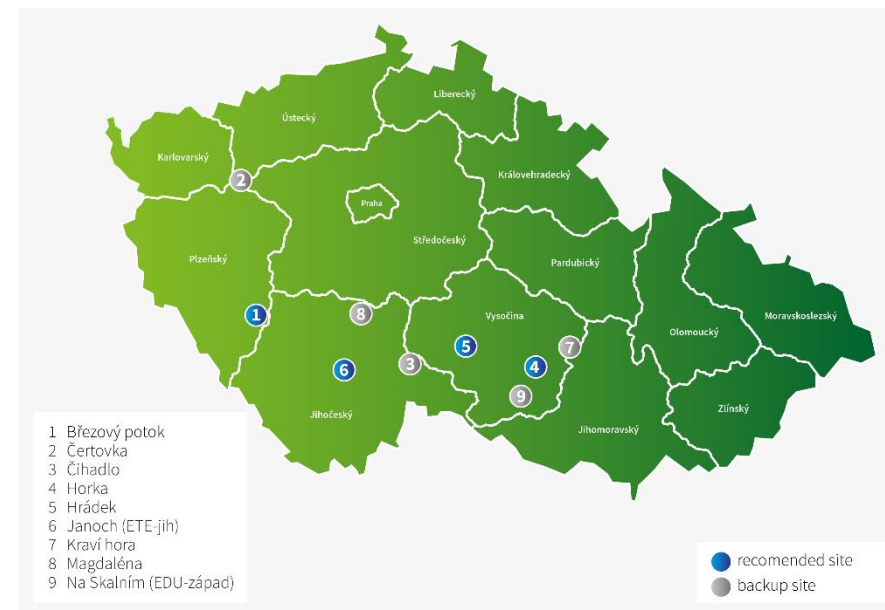 Liberecký
Ústecký
Karlovarský
Královehradecký
2
Praha
Středočeský
Plzeňský
Pardubický
1
8
Vysočina
Moravskoslezský
Olomoucký
5
7
3
6
4
9
Jihočeský
Jihomoravský
Zlínský
1 Březový potok
2 Čertovka
3 Čihadlo
4 Horka
5 Hrádek
6 Janoch (ETE-jih)
7 Kraví hora
8 Magdaléna
9 Na Skalním (EDU-západ)
recomended site
backup site